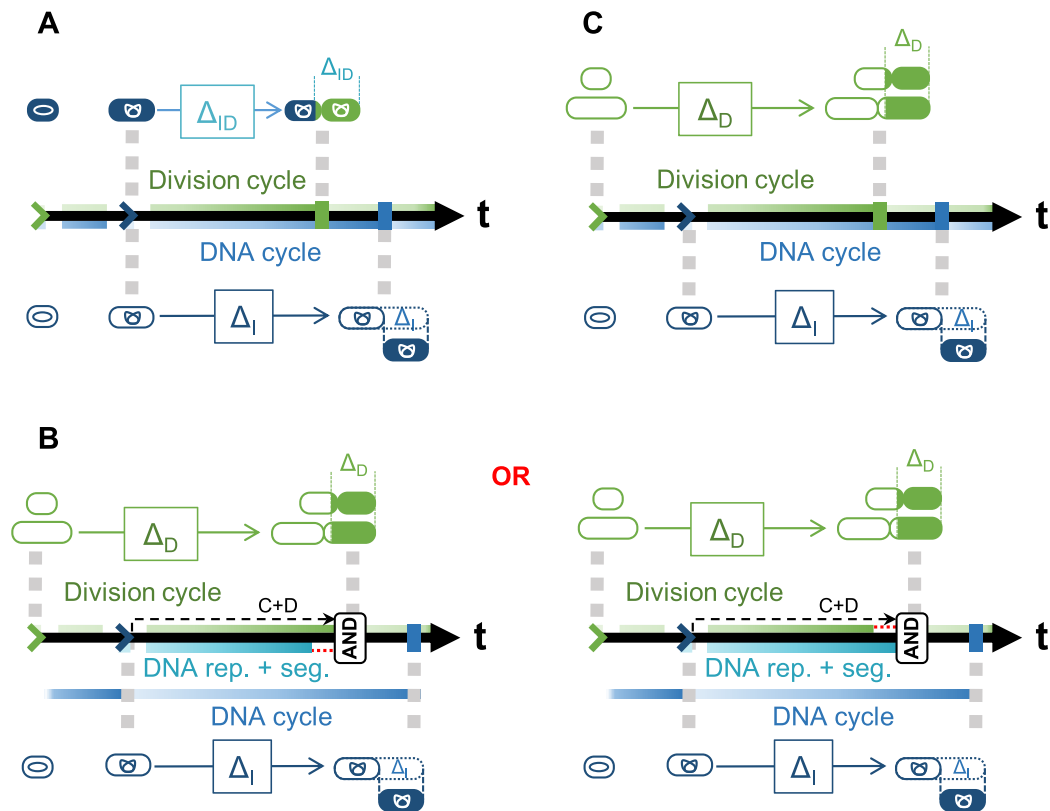 A
Δ_ID
Δ_ID
Division cycle
t
DNA cycle
Δ_I
Δ_I
C
Δ_D
Δ_D
Division cycle
t
DNA cycle
Δ_I
Δ_I
B
OR
Δ_D
Δ_D
Division cycle
C+D
AND
t
DNA rep. + seg.
DNA cycle
Δ_I
Δ_I
Δ_D
Δ_D
Division cycle
C+D
AND
t
DNA rep. + seg.
DNA cycle
Δ_I
Δ_I